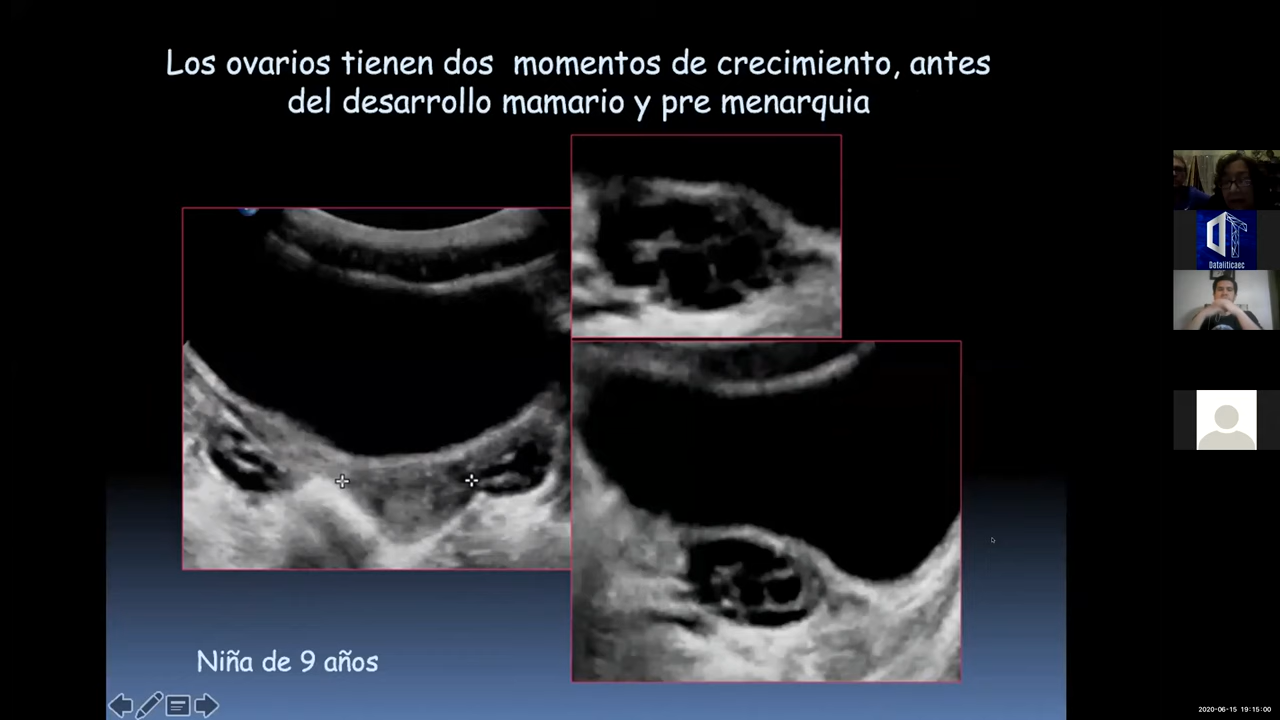 Los ovarios tienen dos momentos de crecimiento, antes
del desarrollo mamario y pre menarquia
Dataliticaec
Niña de 9 años
2020-06-15 19:15:00